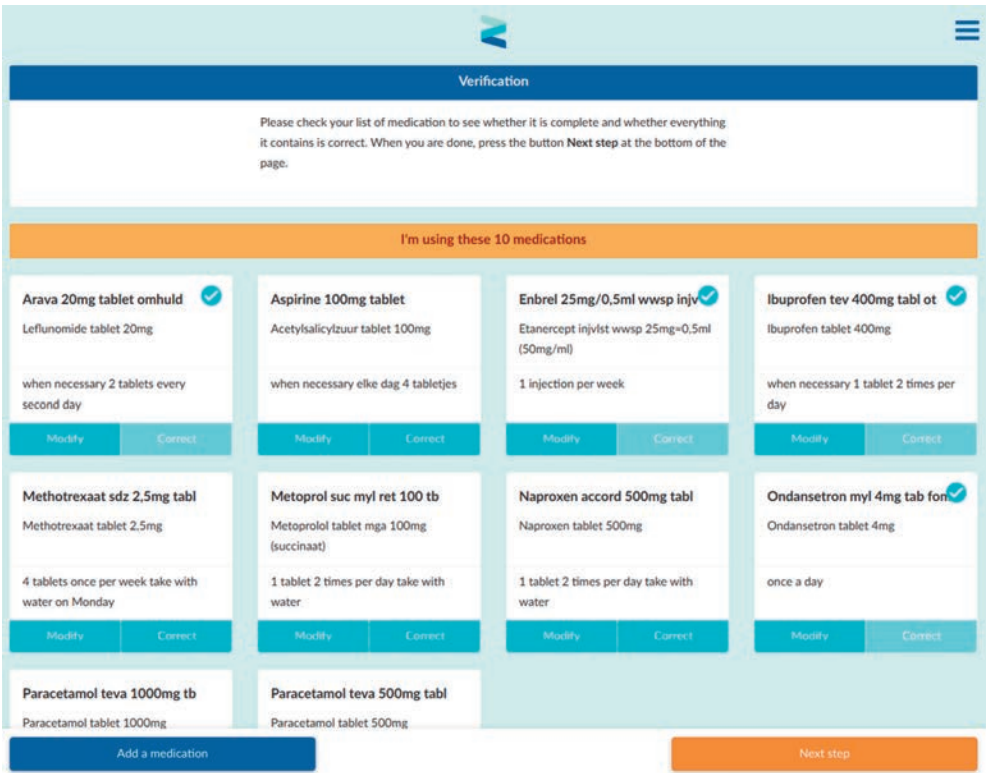 Verification
Please check your list of medication to see whether it is complete and whether everything
it contains is correct. When you are done, press the button Next step at the bottom of the
page.
I'm using these 10 medications
Arava 20mg tablet omhuld
Leflunomide tablet 20mg
when necessary 2 tablets every
second day
Modify Correct
Aspirine 100mg tablet
Acetylsalicylzuur tablet 100mg
when necessary elke dag 4 tabletjes
Modify Correct
Enbrel 25mg/0,5ml wwsp injv
Etanercept injvlst wwsp 25mg=0,5ml
(50mg/ml)
1 injection per week
Modify Correct
Ibuprofen tev 400mg tabl ot
Ibuprofen tablet 400mg
when necessary 1 tablet 2 times per
day
Modify Correct
Methotrexaat sdz 2,5mg tabl
Methotrexaat tablet 2,5mg
4 tablets once per week take with
water on Monday
Modify Correct
Metoprol suc myl ret 100 tb
Metoprolol tablet mga 100mg
(succinaat)
1 tablet 2 times per day take with
water
Modify Correct
Naproxen accord 500mg tabl
Naproxen tablet 500mg
1 tablet 2 times per day take with
water
Modify Correct
Ondansetron myl 4mg tab fom
Ondansetron tablet 4mg
once a day
Modify Correct
Paracetamol teva 1000mg tb
Paracetamol tablet 1000mg
Paracetamol teva 500mg tabl
Paracetamol tablet 500mg
Add a medication
Next step